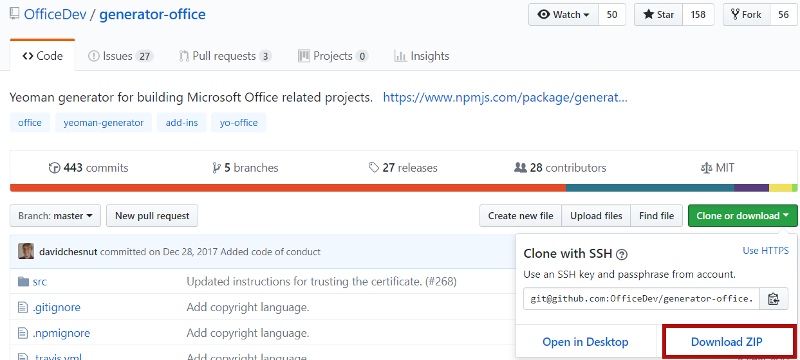 OfficeDev / generator-office
Watch 50 Star 158 Fork 56
Code Issues 27 Pull requests 3 Projects 0 Insights
Yeoman generator for building Microsoft Office related projects. https://www.npmjs.com/package/generat...
office yeoman-generator add-ins yo-office
443 commits 5 branches 27 releases 28 contributors MIT
Branch: master New pull request Create new file Upload files Find file Clone or download
davidchesnut committed on Dec 28, 2017 Added code of conduct
Clone with SSH ? Use HTTPS
Use an SSH key and passphrase from account.
src Updated instructions for trusting the certificate. (#268)
git@github.com:OfficeDev/generator-office.
.gitignore Add copyright language.
.npmignore Add copyright language.
Open in Desktop Download ZIP
.travis.yml Add copyright language.